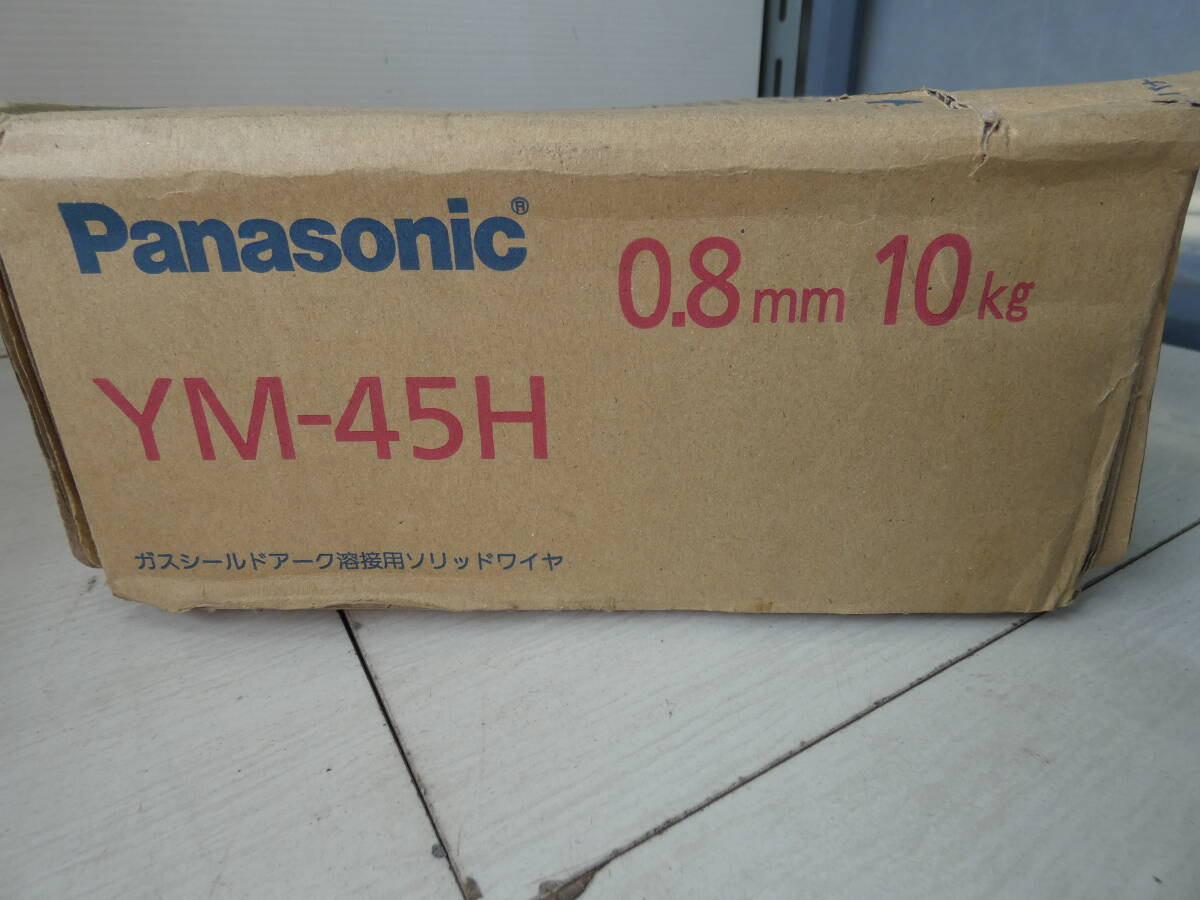 Panasonic®
0.8mm 10kg
YM-45H
ガスシールドアーク溶接用ソリッドワイヤ